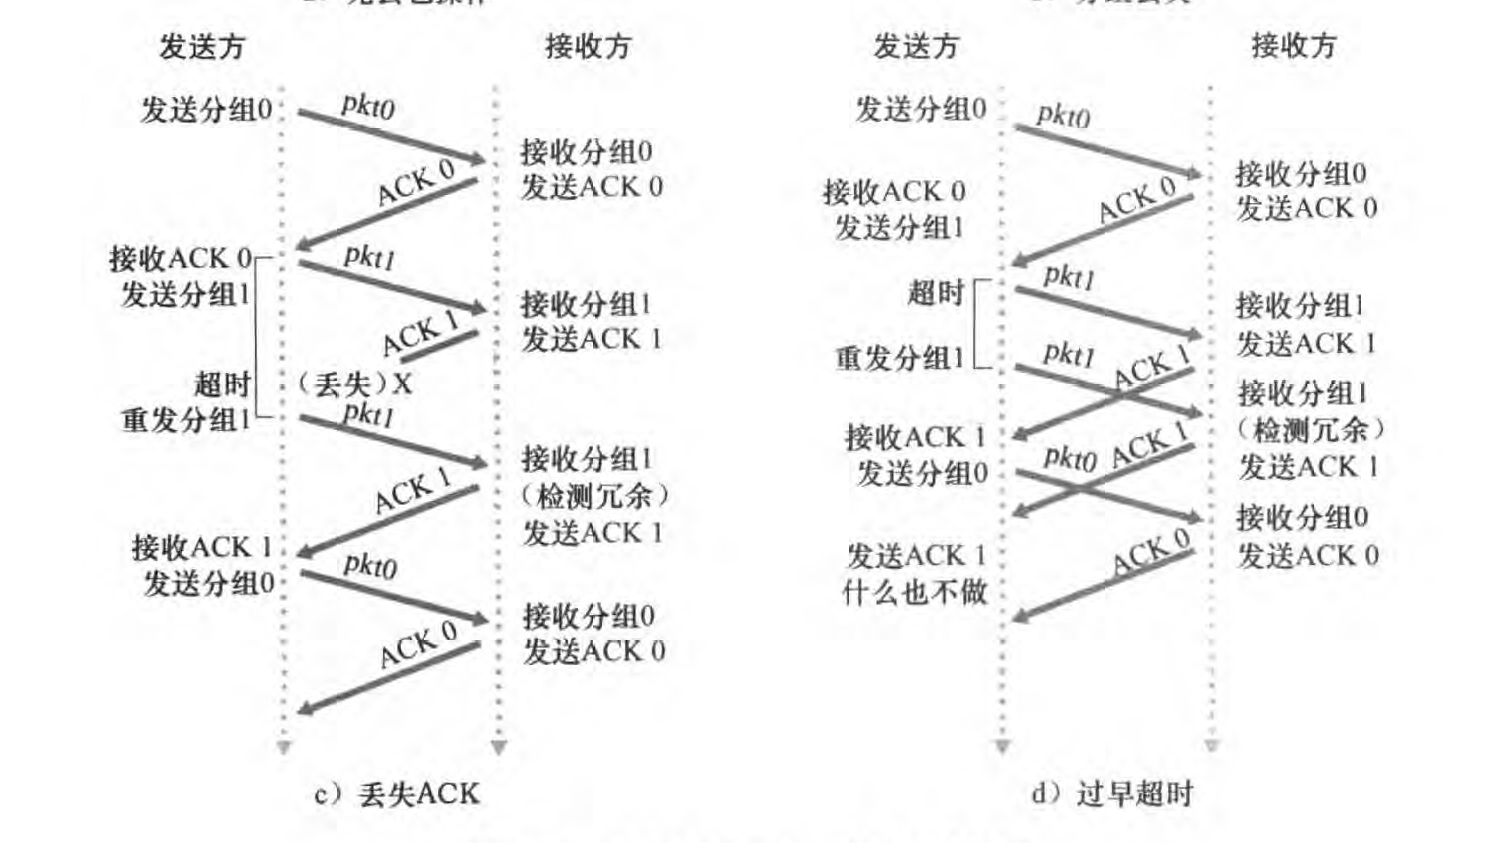 发送方
接收方
发送分组0
pkt0
接收分组0
发送ACK 0
ACK 0
接收ACK 0
发送分组1
pkt1
接收分组1
发送ACK 1
ACK 1
(丢失)X
超时
重发分组1
pkt1
接收分组1
(检测冗余)
发送ACK 1
ACK 1
接收ACK 1
发送分组0
pkt0
接收分组0
发送ACK 0
ACK 0
c) 丢失ACK
发送方
接收方
发送分组0
pkt0
接收分组0
发送ACK 0
ACK 0
接收ACK 0
发送分组1
pkt1
超时
接收分组1
发送ACK 1
ACK 1
重发分组1
pkt1
接收分组1
(检测冗余)
发送ACK 1
ACK 1
接收ACK 1
发送分组0
pkt0
接收分组0
发送ACK 0
ACK 0
发送ACK 1
什么也不做
d) 过早超时